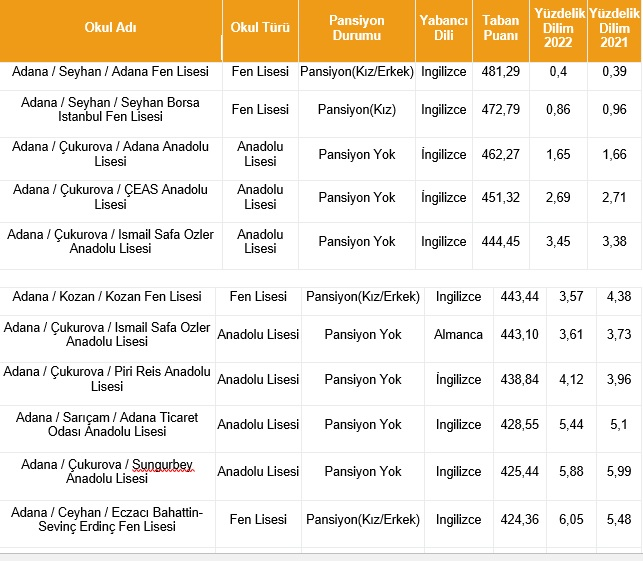 Okul Adı Okul Türü Pansiyon Durumu Yabancı Dili Taban Puanı Yüzdelik Dilim 2022 Yüzdelik Dilim 2021
Adana / Seyhan / Adana Fen Lisesi Fen Lisesi Pansiyon(Kız/Erkek) Ingilizce 481,29 0,4 0,39
Adana / Seyhan / Seyhan Borsa Istanbul Fen Lisesi Fen Lisesi Pansiyon(Kız) Ingilizce 472,79 0,86 0,96
Adana / Çukurova / Adana Anadolu Lisesi Anadolu Lisesi Pansiyon Yok İngilizce 462,27 1,65 1,66
Adana / Çukurova / ÇEAS Anadolu Lisesi Anadolu Lisesi Pansiyon Yok İngilizce 451,32 2,69 2,71
Adana / Çukurova / Ismail Safa Ozler Anadolu Lisesi Anadolu Lisesi Pansiyon Yok Ingilizce 444,45 3,45 3,38
Adana / Kozan / Kozan Fen Lisesi Fen Lisesi Pansiyon(Kız/Erkek) Ingilizce 443,44 3,57 4,38
Adana / Çukurova / Ismail Safa Ozler Anadolu Lisesi Anadolu Lisesi Pansiyon Yok Almanca 443,10 3,61 3,73
Adana / Çukurova / Piri Reis Anadolu Lisesi Anadolu Lisesi Pansiyon Yok İngilizce 438,84 4,12 3,96
Adana / Sarıçam / Adana Ticaret Odası Anadolu Lisesi Anadolu Lisesi Pansiyon Yok Ingilizce 428,55 5,44 5,1
Adana / Çukurova / Sungurbey Anadolu Lisesi Anadolu Lisesi Pansiyon Yok Ingilizce 425,44 5,88 5,99
Adana / Ceyhan / Eczacı Bahattin-Sevinç Erdinç Fen Lisesi Fen Lisesi Pansiyon(Kız/Erkek) Ingilizce 424,36 6,05 5,48